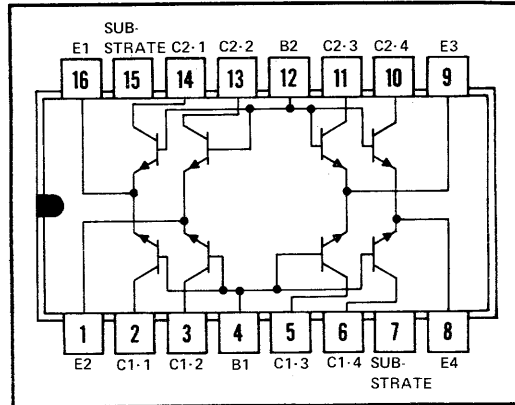 SUB-
E1 STRATE C2·1 C2·2 B2 C2·3 C2·4 E3
16 15 14 13 12 11 10 9
1 2 3 4 5 6 7 8
E2 C1·1 C1·2 B1 C1·3 C1·4 SUB- E4
STRATE